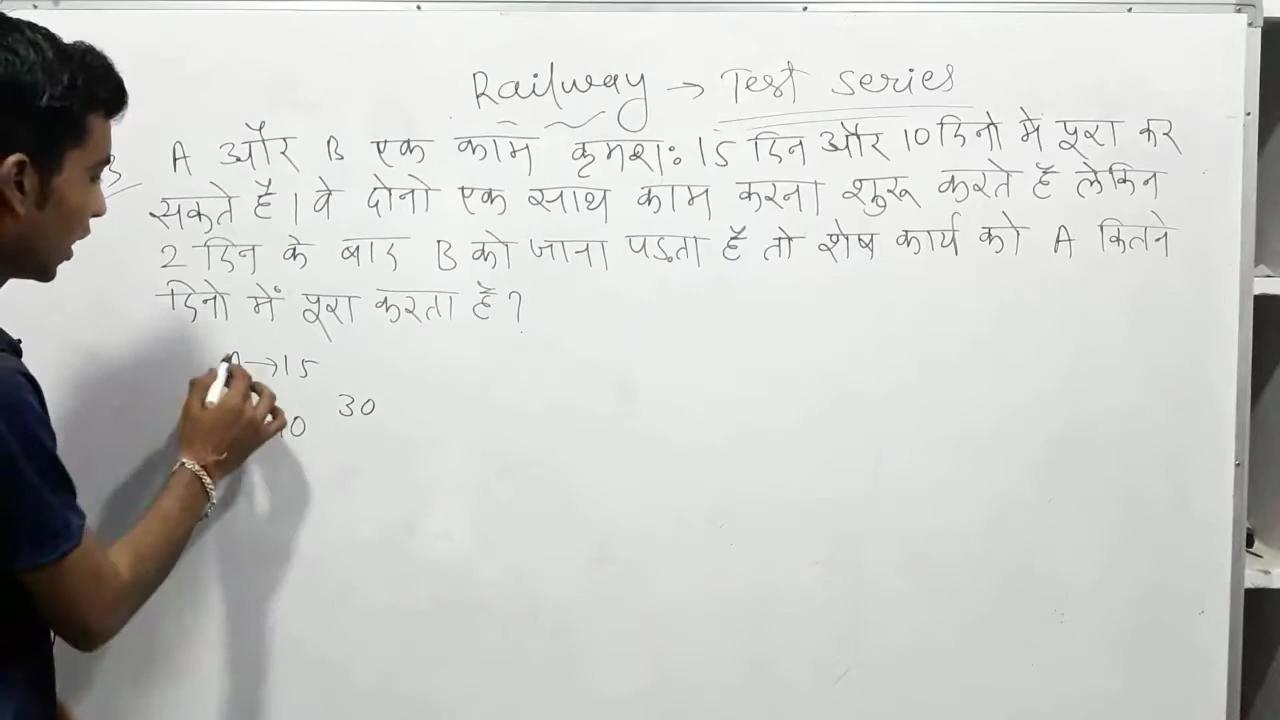 Railway → Test series
A और B एक काम क्रमशः 15 दिन और 10 दिनो मे पूरा कर
सकते है। वे दोनो एक साथ काम करना शुरू करते हैं लेकिन
2 दिन के बाद B को जाना पड़ता है तो शेष कार्य को A कितने
दिनो में पूरा करता है?
A → 15
30
10